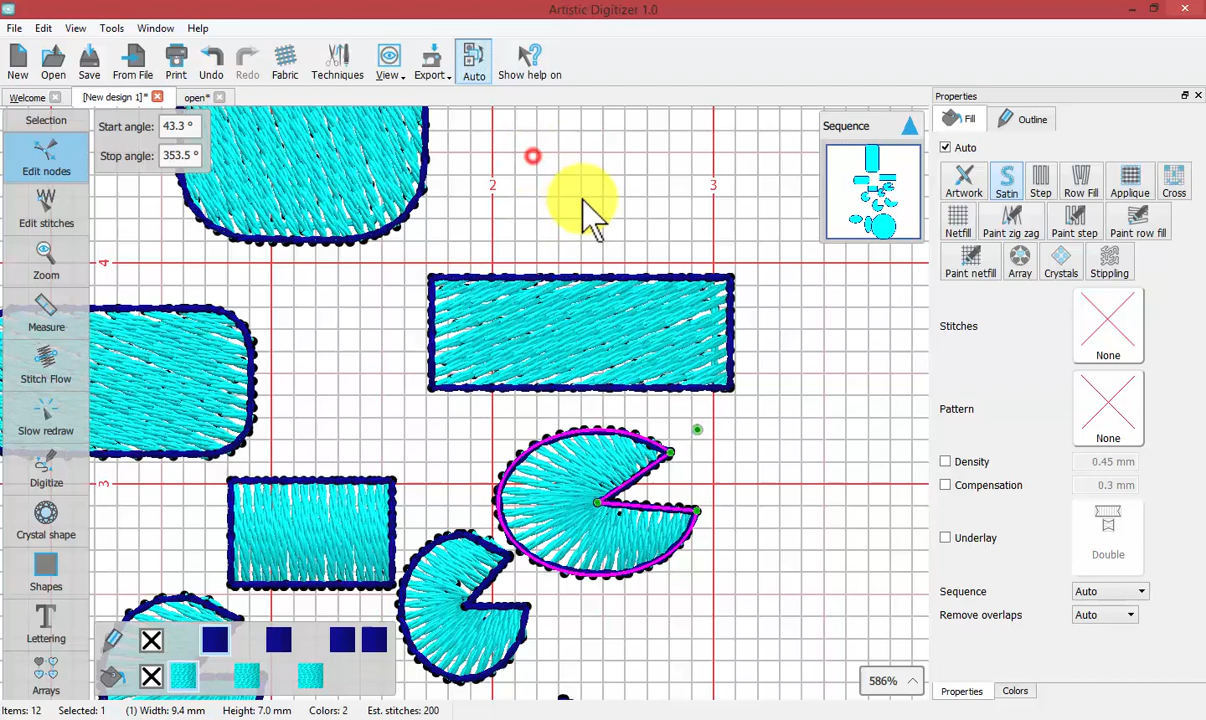 Artistic Digitizer 1.0
File Edit View Tools Window Help
New Open Save From File Print Undo Redo Fabric Techniques View Export Auto Show help on
Welcome [New design 1]* open*
Properties
Selection
Edit nodes
Edit stitches
Zoom
Measure
Stitch Flow
Slow redraw
Digitize
Crystal shape
Shapes
Lettering
Arrays
Start angle: 43.3 °
Stop angle: 353.5 °
2 3
4
3
Sequence
586%
Fill Outline
Auto
Artwork Satin Step Row Fill Applique Cross
Netfill Paint zig zag Paint step Paint row fill
Paint netfill Array Crystals Stippling
Stitches None
Pattern None
Density 0.45 mm
Compensation 0.3 mm
Underlay Double
Sequence Auto
Remove overlaps Auto
Properties Colors
Items: 12 Selected: 1 (1) Width: 9.4 mm Height: 7.0 mm Colors: 2 Est. stitches: 200